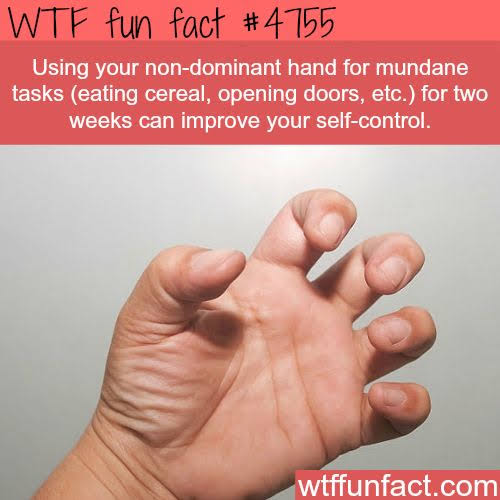 WTF fun fact #4755
Using your non-dominant hand for mundane
tasks (eating cereal, opening doors, etc.) for two
weeks can improve your self-control.
wtffunfact.com